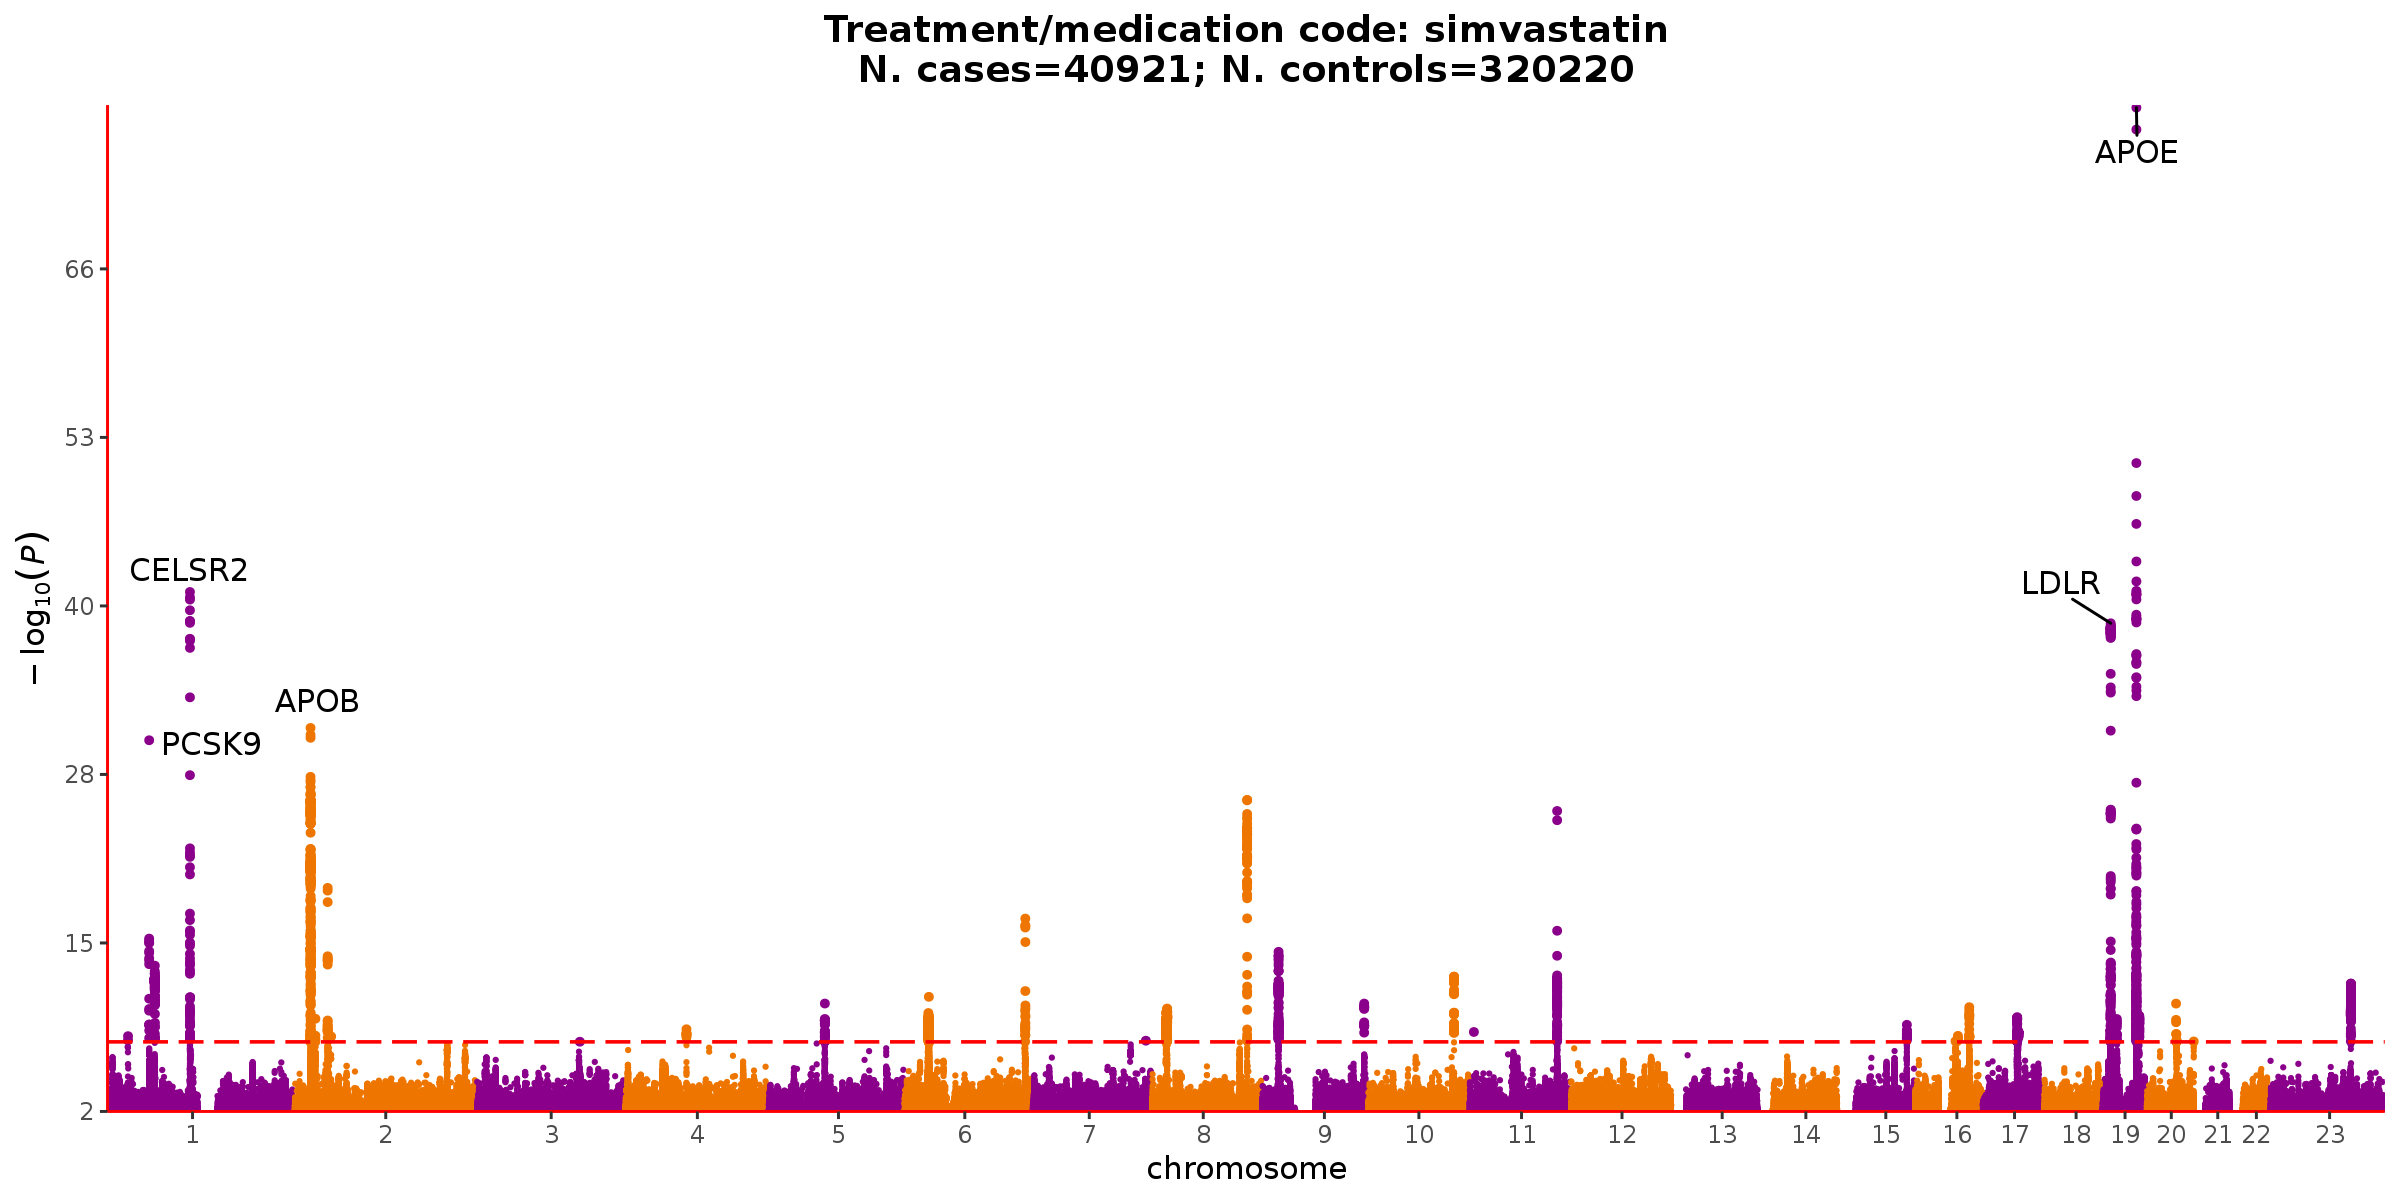 Treatment/medication code: simvastatin
N. cases=40921; N. controls=320220
APOE
66
53
CELSR2
LDLR
40
APOB
PCSK9
28
15
2
−log10(P)
1 2 3 4 5 6 7 8 9 10 11 12 13 14 15 16 17 18 19 20 21 22 23
chromosome